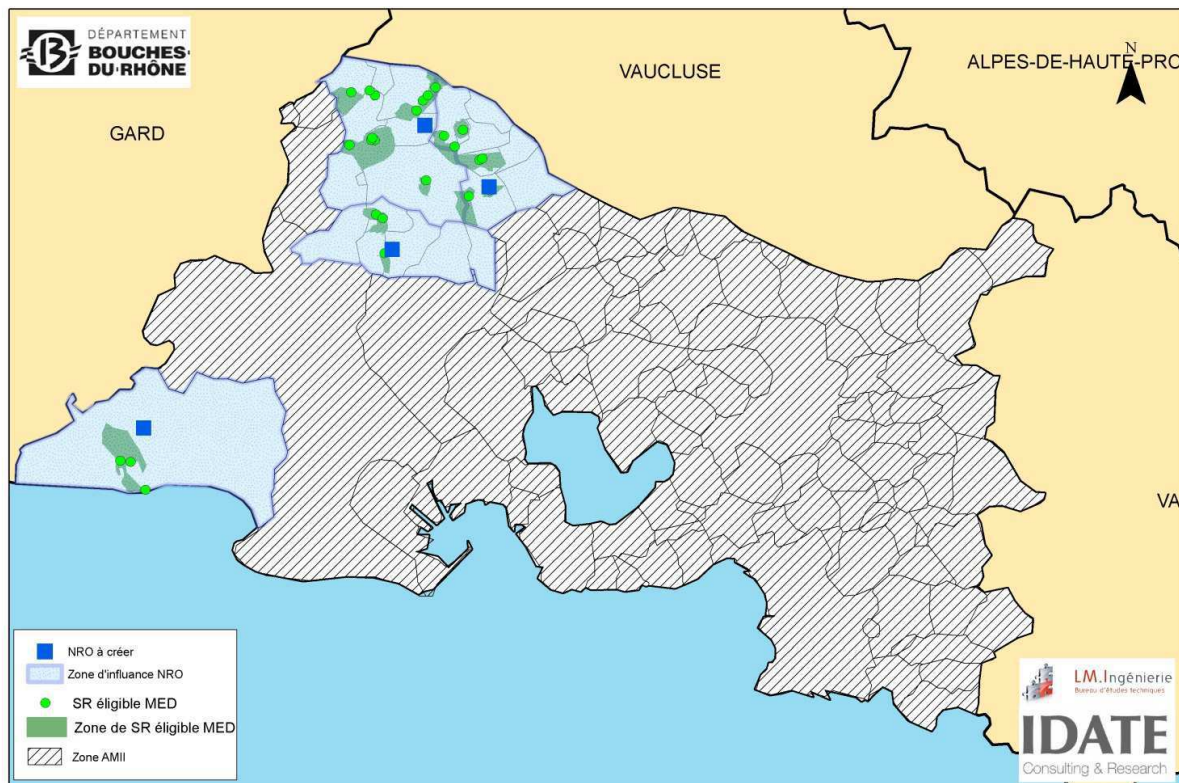 DÉPARTEMENT
BOUCHES-
DU-RHÔNE
VAUCLUSE
ALPES-DE-HAUTE-PRO
N
GARD
VA
NRO à créer
Zone d'influance NRO
SR éligible MED
Zone de SR éligible MED
Zone AMII
LM.Ingénierie
Bureau d'études techniques
IDATE
Consulting & Research